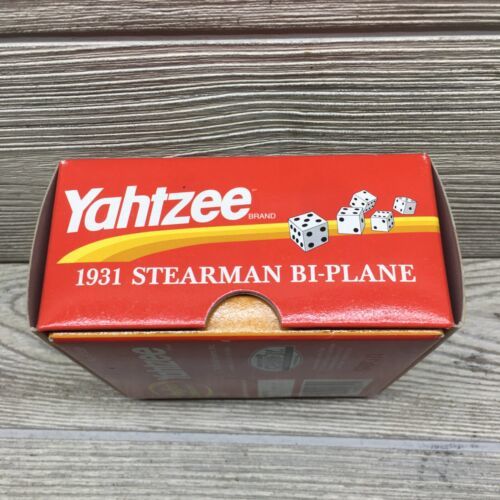 Yahtzee
BRAND
1931 STEARMAN BI-PLANE